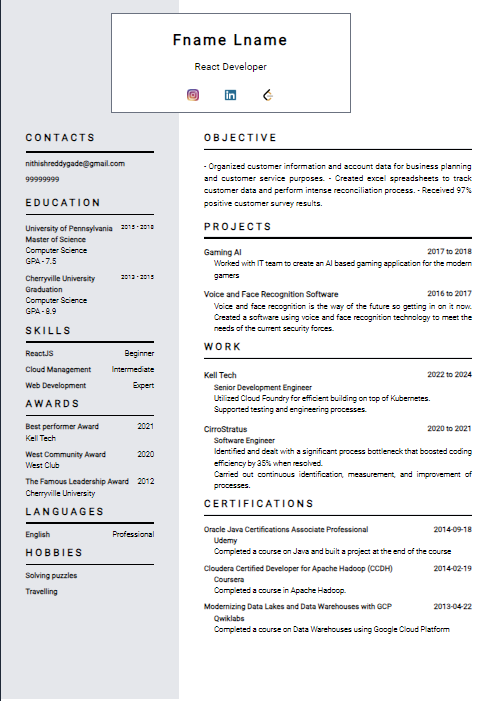 Fname Lname
React Developer
CONTACTS
nithishreddygade@gmail.com
99999999
EDUCATION
University of Pennsylvania 2015 - 2018
Master of Science
Computer Science
GPA - 7.5
Cherryville University 2013 - 2015
Graduation
Computer Science
GPA - 8.9
SKILLS
ReactJS Beginner
Cloud Management Intermediate
Web Development Expert
AWARDS
Best performer Award 2021
Kell Tech
West Community Award 2020
West Club
The Famous Leadership Award 2012
Cherryville University
LANGUAGES
English Professional
HOBBIES
Solving puzzles
Travelling
OBJECTIVE
- Organized customer information and account data for business planning
and customer service purposes. - Created excel spreadsheets to track
customer data and perform intense reconciliation process. - Received 97%
positive customer survey results.
PROJECTS
Gaming AI 2017 to 2018
Worked with IT team to create an AI based gaming application for the modern
gamers
Voice and Face Recognition Software 2016 to 2017
Voice and face recognition is the way of the future so getting in on it now.
Created a software using voice and face recognition technology to meet the
needs of the current security forces.
WORK
Kell Tech 2022 to 2024
Senior Development Engineer
Utilized Cloud Foundry for efficient building on top of Kubernetes.
Supported testing and engineering processes.
CirroStratus 2020 to 2021
Software Engineer
Identified and dealt with a significant process bottleneck that boosted coding
efficiency by 35% when resolved.
Carried out continuous identification, measurement, and improvement of
processes.
CERTIFICATIONS
Oracle Java Certifications Associate Professional 2014-09-18
Udemy
Completed a course on Java and built a project at the end of the course
Cloudera Certified Developer for Apache Hadoop (CCDH) 2014-02-19
Coursera
Completed a course in Apache Hadoop.
Modernizing Data Lakes and Data Warehouses with GCP 2013-04-22
Qwiklabs
Completed a course on Data Warehouses using Google Cloud Platform